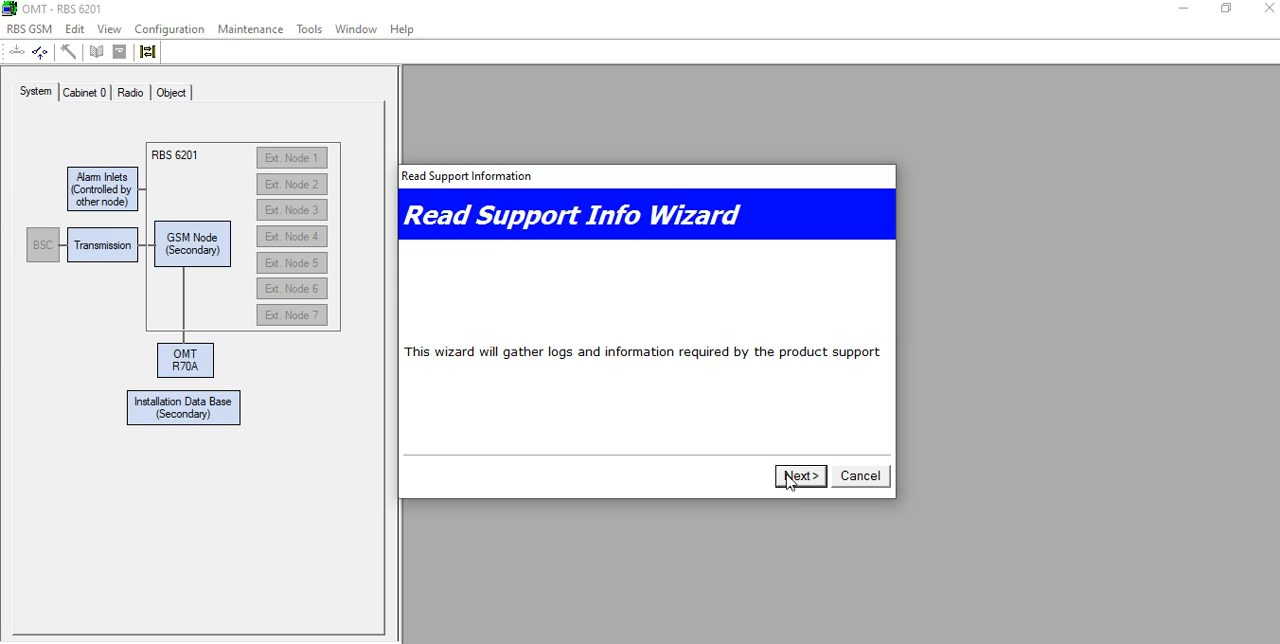 OMT - RBS 6201
RBS GSM Edit View Configuration Maintenance Tools Window Help
System Cabinet 0 Radio Object
RBS 6201
Ext. Node 1
Ext. Node 2
Ext. Node 3
Ext. Node 4
Ext. Node 5
Ext. Node 6
Ext. Node 7
Alarm Inlets
(Controlled by
other node)
BSC
Transmission
GSM Node
(Secondary)
OMT
R70A
Installation Data Base
(Secondary)
Read Support Information
Read Support Info Wizard
This wizard will gather logs and information required by the product support
Next> Cancel